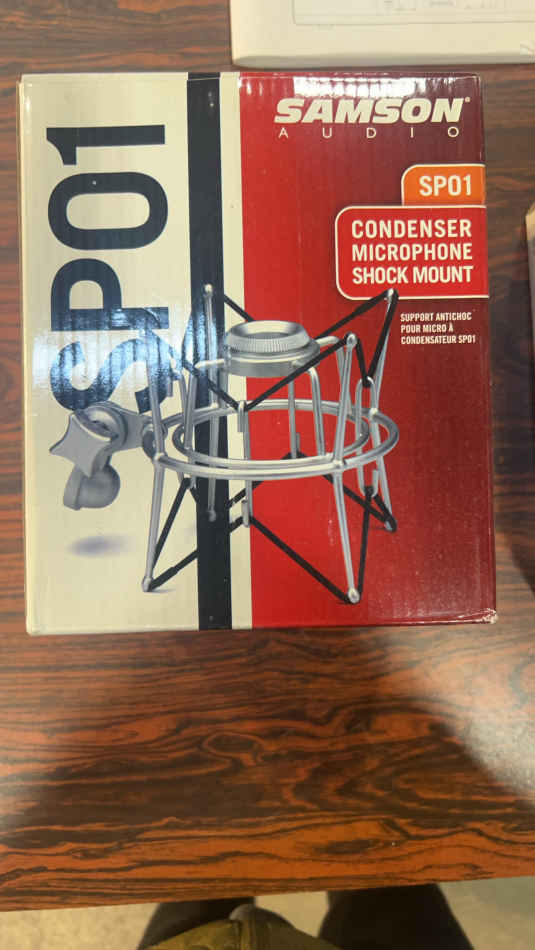 SP01
SAMSON®
AUDIO
SP01
CONDENSER
MICROPHONE
SHOCK MOUNT
SUPPORT ANTICHOC
POUR MICRO À
CONDENSATEUR SP01